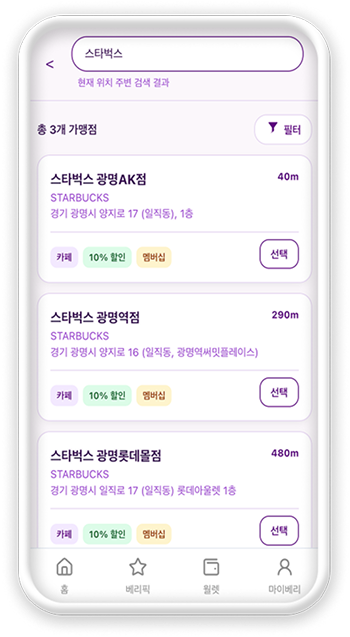 <
스타벅스
현재 위치 주변 검색 결과
총 3개 가맹점
필터
스타벅스 광명AK점
40m
STARBUCKS
경기 광명시 양지로 17 (일직동), 1층
카페
10% 할인
멤버십
선택
스타벅스 광명역점
290m
STARBUCKS
경기 광명시 양지로 16 (일직동, 광명역써밋플레이스)
카페
10% 할인
멤버십
선택
스타벅스 광명롯데몰점
480m
STARBUCKS
경기 광명시 일직로 17 (일직동) 롯데아울렛 1층
카페
10% 할인
멤버십
선택
홈
베리픽
월렛
마이베리